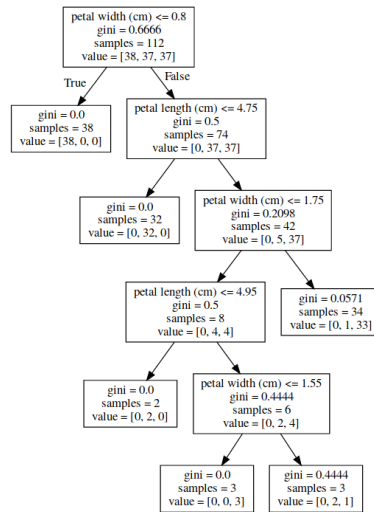 petal width (cm) <= 0.8
gini = 0.6666
samples = 112
value = [38, 37, 37]
True
False
gini = 0.0
samples = 38
value = [38, 0, 0]
petal length (cm) <= 4.75
gini = 0.5
samples = 74
value = [0, 37, 37]
gini = 0.0
samples = 32
value = [0, 32, 0]
petal width (cm) <= 1.75
gini = 0.2098
samples = 42
value = [0, 5, 37]
petal length (cm) <= 4.95
gini = 0.5
samples = 8
value = [0, 4, 4]
gini = 0.0571
samples = 34
value = [0, 1, 33]
gini = 0.0
samples = 2
value = [0, 2, 0]
petal width (cm) <= 1.55
gini = 0.4444
samples = 6
value = [0, 2, 4]
gini = 0.0
samples = 3
value = [0, 0, 3]
gini = 0.4444
samples = 3
value = [0, 2, 1]